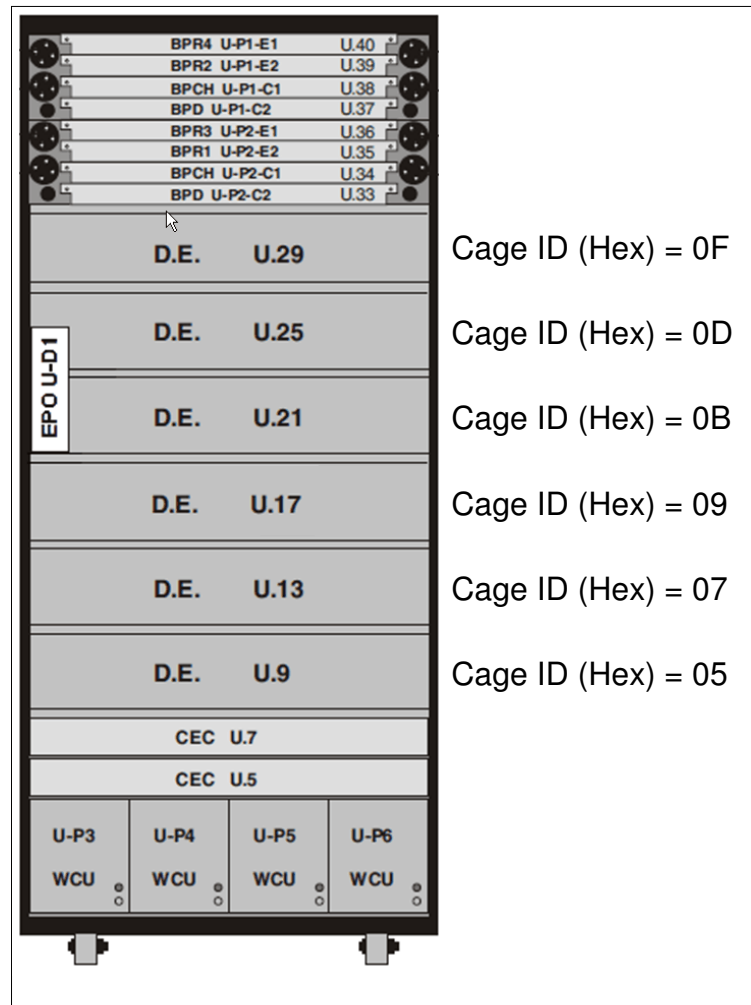 BPR4 U-P1-E1 U.40
BPR2 U-P1-E2 U.39
BPCH U-P1-C1 U.38
BPD U-P1-C2 U.37
BPR3 U-P2-E1 U.36
BPR1 U-P2-E2 U.35
BPCH U-P2-C1 U.34
BPD U-P2-C2 U.33
D.E. U.29 Cage ID (Hex) = 0F
D.E. U.25 Cage ID (Hex) = 0D
EPO U-D1
D.E. U.21 Cage ID (Hex) = 0B
D.E. U.17 Cage ID (Hex) = 09
D.E. U.13 Cage ID (Hex) = 07
D.E. U.9 Cage ID (Hex) = 05
CEC U.7
CEC U.5
U-P3 U-P4 U-P5 U-P6
WCU WCU WCU WCU